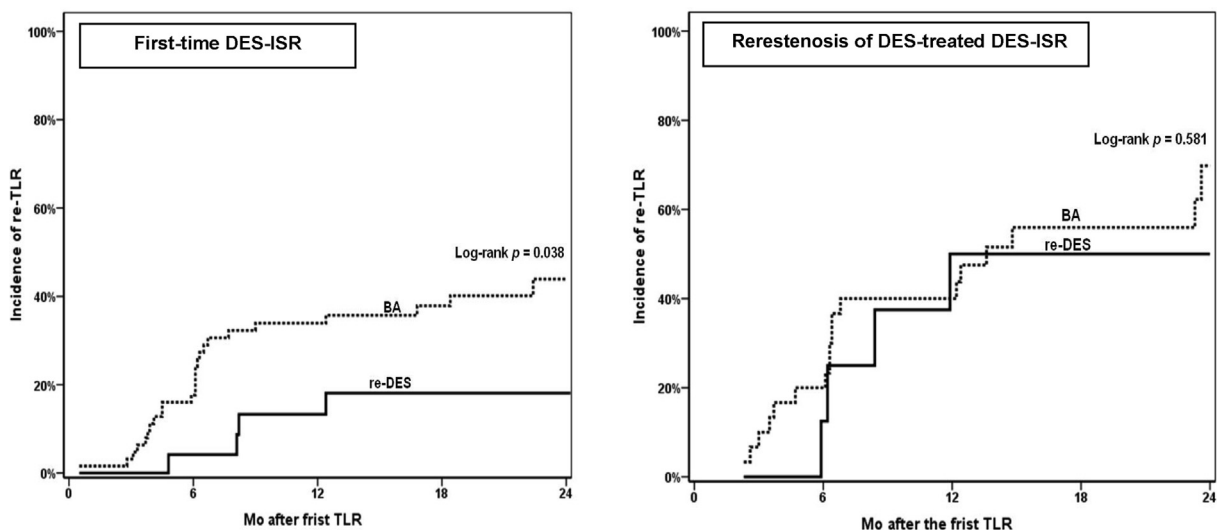 First-time DES-ISR
100%
80%
60%
40%
20%
0%
Incidence of re-TLR
Log-rank p = 0.038
BA
re-DES
0 6 12 18 24
Mo after frist TLR
Rerestenosis of DES-treated DES-ISR
100%
80%
60%
40%
20%
0%
Incidence of re-TLR
Log-rank p = 0.581
BA
re-DES
0 6 12 18 24
Mo after the frist TLR